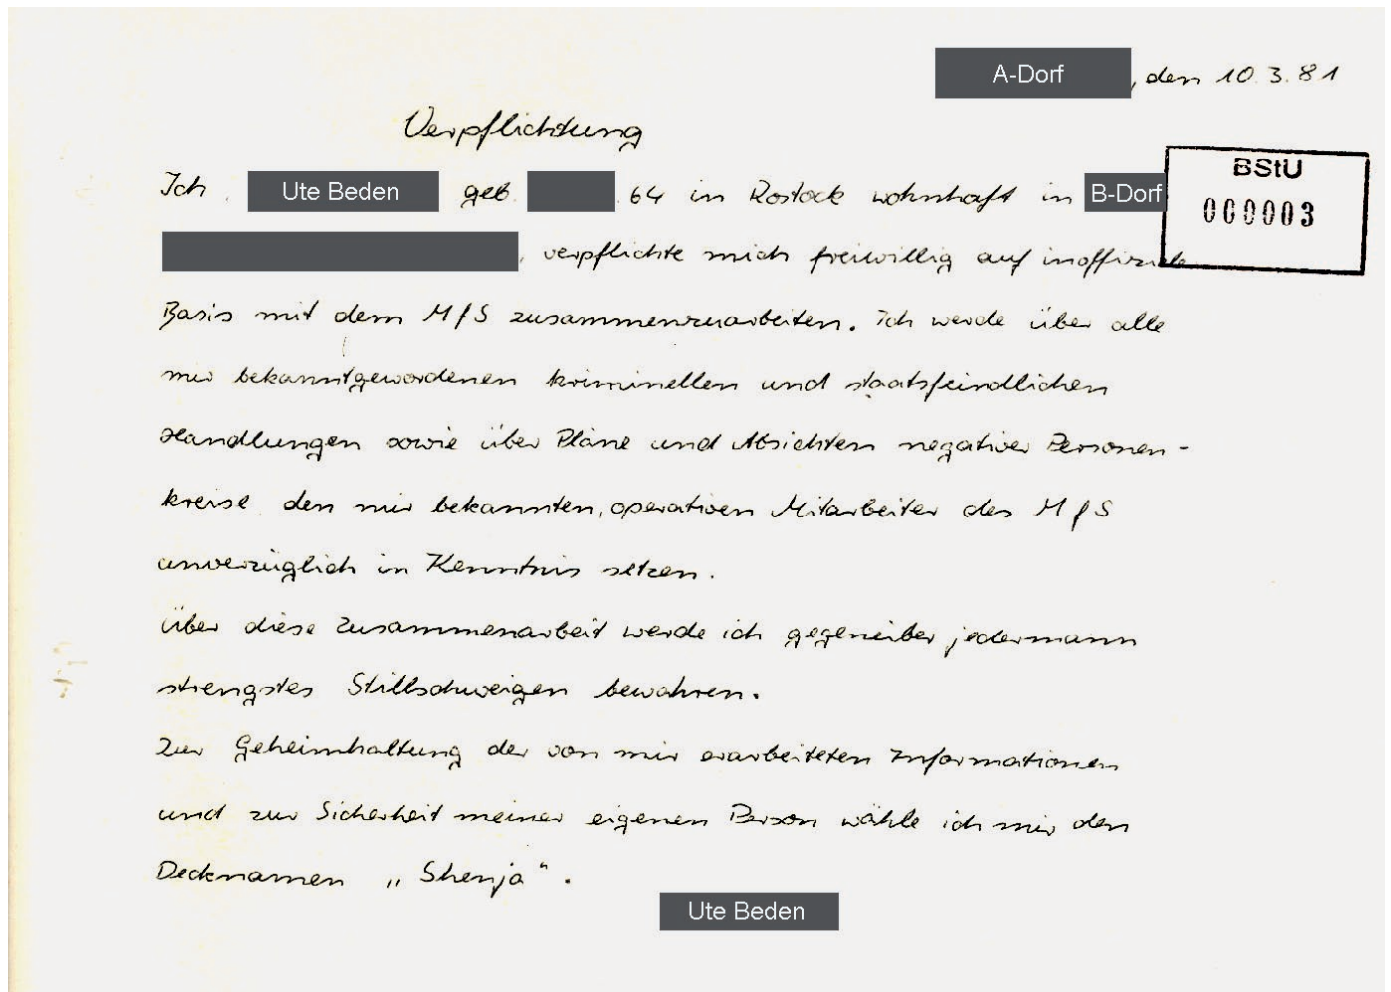 A-Dorf, den 10.3.81
Verpflichtung
BStU
000003
Ich, Ute Beden geb. .64 in Rostock wohnhaft in B-Dorf
, verpflichte mich freiwillig auf inoffizielle
Basis mit dem MfS zusammenzuarbeiten. Ich werde über alle
mir bekanntgewordenen kriminellen und staatsfeindlichen
Handlungen sowie über Pläne und Absichten negativer Personen-
kreise den mir bekannten, operativen Mitarbeiter des MfS
unverzüglich in Kenntnis setzen.
Über diese Zusammenarbeit werde ich gegenüber jedermann
strengstes Stillschweigen bewahren.
Zur Geheimhaltung der von mir erarbeiteten Informationen
und zur Sicherheit meiner eigenen Person wähle ich mir den
Decknamen „Shenja".
Ute Beden